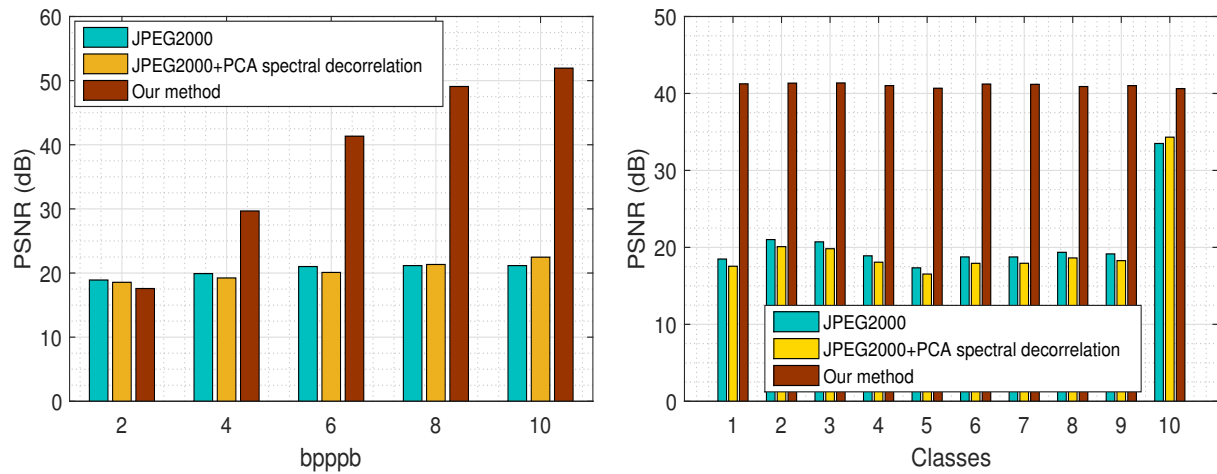 60
50
40
30
20
10
0
PSNR (dB)
JPEG2000
JPEG2000+PCA spectral decorrelation
Our method
2 4 6 8 10
bpppb
50
40
30
20
10
0
PSNR (dB)
JPEG2000
JPEG2000+PCA spectral decorrelation
Our method
1 2 3 4 5 6 7 8 9 10
Classes